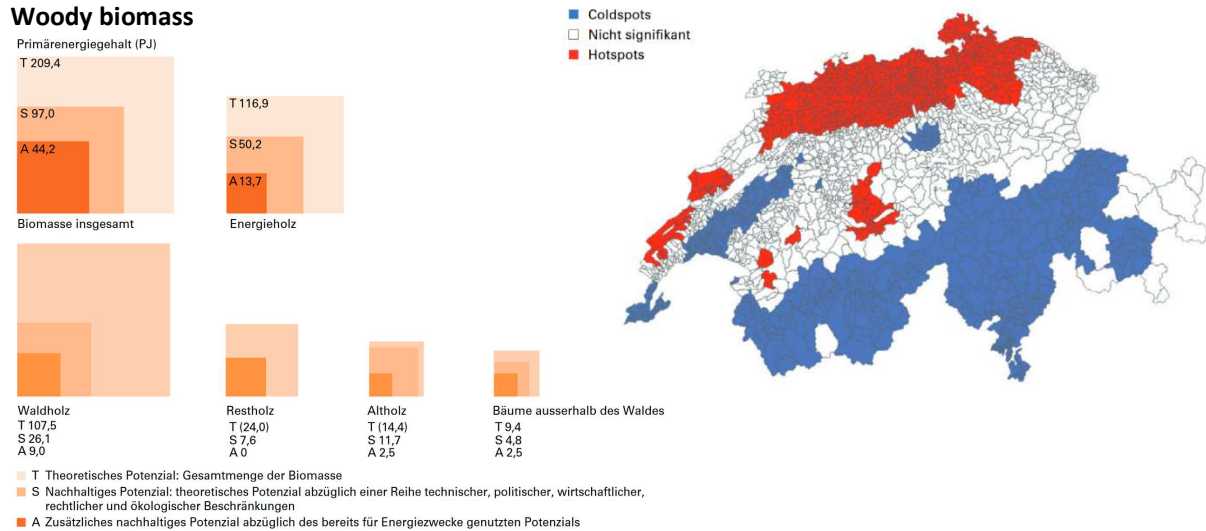 Woody biomass
Primärenergiegehalt (PJ)
T 209,4
S 97,0
A 44,2
Biomasse insgesamt
T 116,9
S 50,2
A 13,7
Energieholz
Waldholz
T 107,5
S 26,1
A 9,0
Restholz
T (24,0)
S 7,6
A 0
Altholz
T (14,4)
S 11,7
A 2,5
Bäume ausserhalb des Waldes
T 9,4
S 4,8
A 2,5
T Theoretisches Potenzial: Gesamtmenge der Biomasse
S Nachhaltiges Potenzial: theoretisches Potenzial abzüglich einer Reihe technischer, politischer, wirtschaftlicher,
rechtlicher und ökologischer Beschränkungen
A Zusätzliches nachhaltiges Potenzial abzüglich des bereits für Energiezwecke genutzten Potenzials
Coldspots
Nicht signifikant
Hotspots